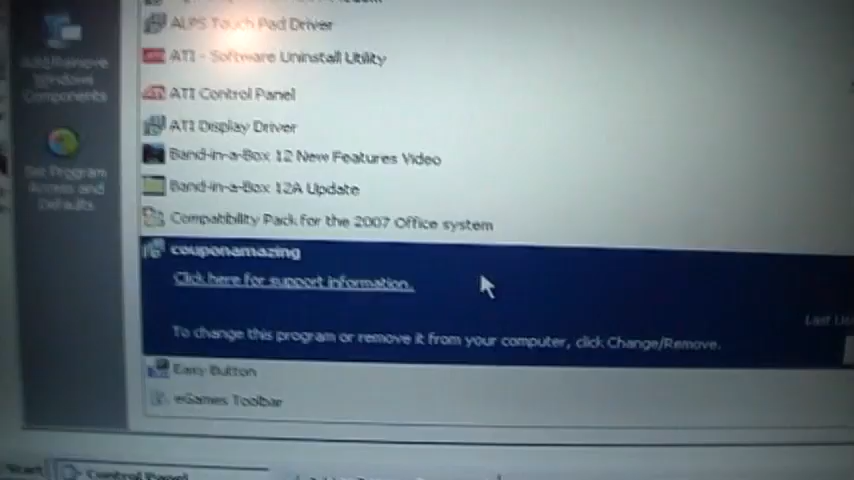 Add/Remove
Windows
Components
Set Program
Access and
Defaults
ALPS Touch Pad Driver
ATI - Software Uninstall Utility
ATI Control Panel
ATI Display Driver
Band-in-a-Box 12 New Features Video
Band-in-a-Box 12A Update
Compatibility Pack for the 2007 Office system
couponamazing
Click here for support information.
Last Us
To change this program or remove it from your computer, click Change/Remove.
Easy Button
eGames Toolbar
Start
Control Panel